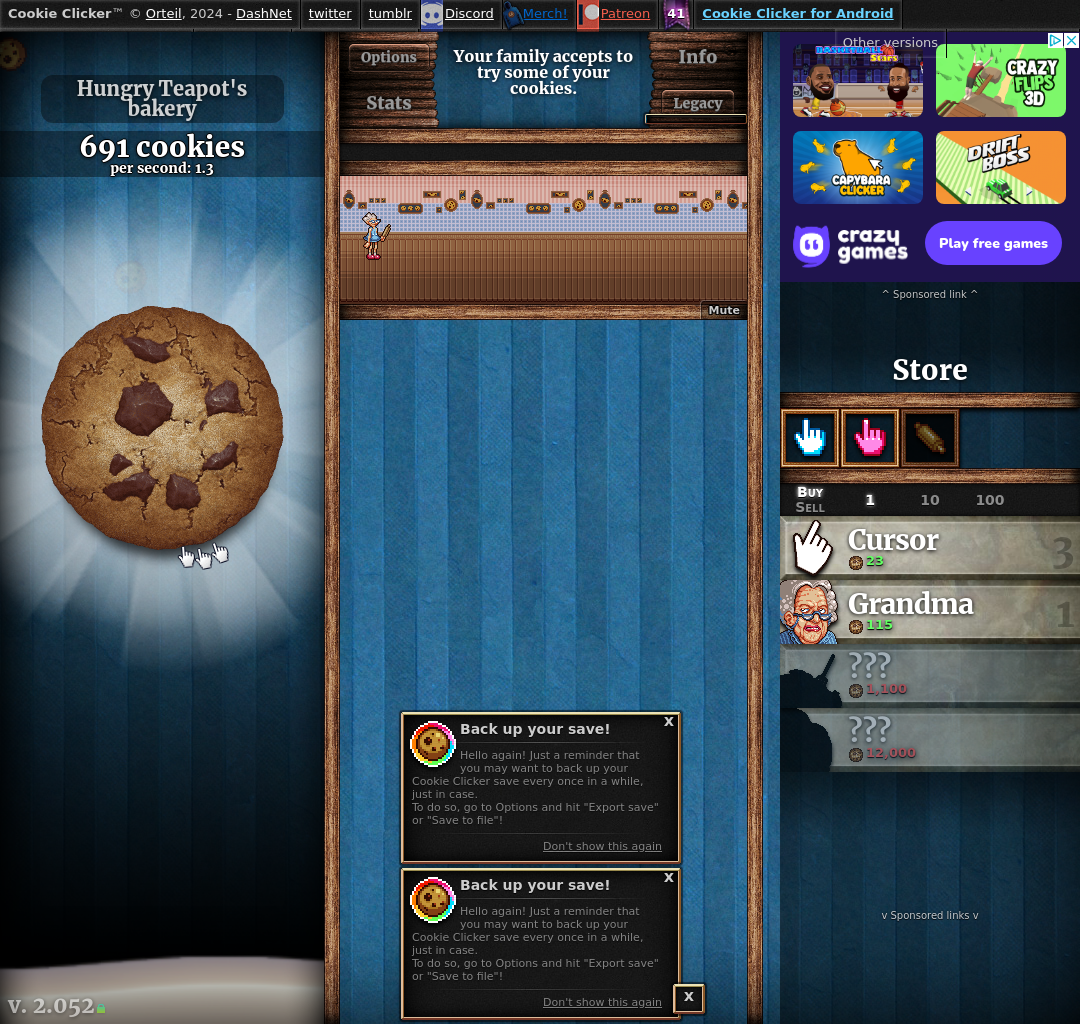 Cookie Clicker™ © Orteil, 2024 - DashNet
twitter
tumblr
Discord
Merch!
Patreon
41
Cookie Clicker for Android
Other versions
Hungry Teapot's
bakery
691 cookies
per second: 1.3
v. 2.052
Options
Stats
Your family accepts to
try some of your
cookies.
Info
Legacy
Mute
Back up your save!
X
Hello again! Just a reminder that
you may want to back up your
Cookie Clicker save every once in a while,
just in case.
To do so, go to Options and hit "Export save"
or "Save to file"!
Don't show this again
Back up your save!
X
Hello again! Just a reminder that
you may want to back up your
Cookie Clicker save every once in a while,
just in case.
To do so, go to Options and hit "Export save"
or "Save to file"!
Don't show this again
X
Stars
CRAZY
FLIPS
3D
CAPYBARA
CLICKER
DRIFT
BOSS
crazy
games
Play free games
^ Sponsored link ^
Store
Buy
Sell
1
10
100
Cursor
23
3
Grandma
115
1
???
1,100
???
12,000
v Sponsored links v